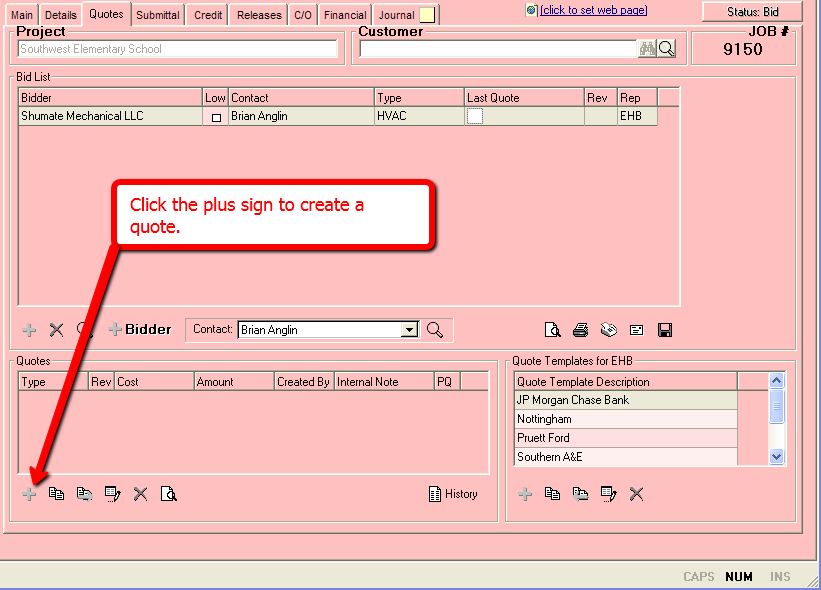 Main Details Quotes Submittal Credit Releases C/O Financial Journal (click to set web page) Status: Bid
Project Customer JOB #
Southwest Elementary School 9150
Bid List
Bidder Low Contact Type Last Quote Rev Rep
Shumate Mechanical LLC Brian Anglin HVAC EHB
Click the plus sign to create a
quote.
Bidder Contact: Brian Anglin
Quotes
Type Rev Cost Amount Created By Internal Note PQ
History
Quote Templates for EHB
Quote Template Description
JP Morgan Chase Bank
Nottingham
Pruett Ford
Southern A&E
CAPS NUM INS